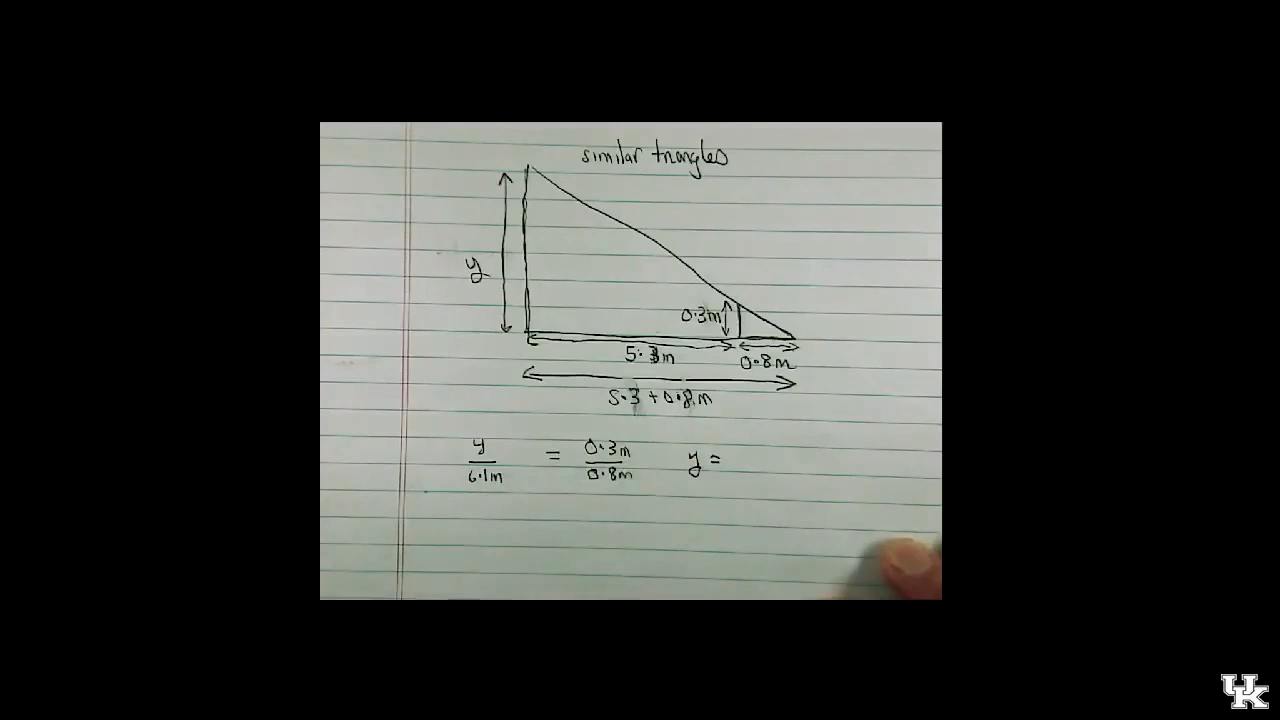 similar triangles
y
0.3m
5.3m
0.8m
5.3 + 0.8m
y = 0.3m y =
6.1m 0.8m
UK